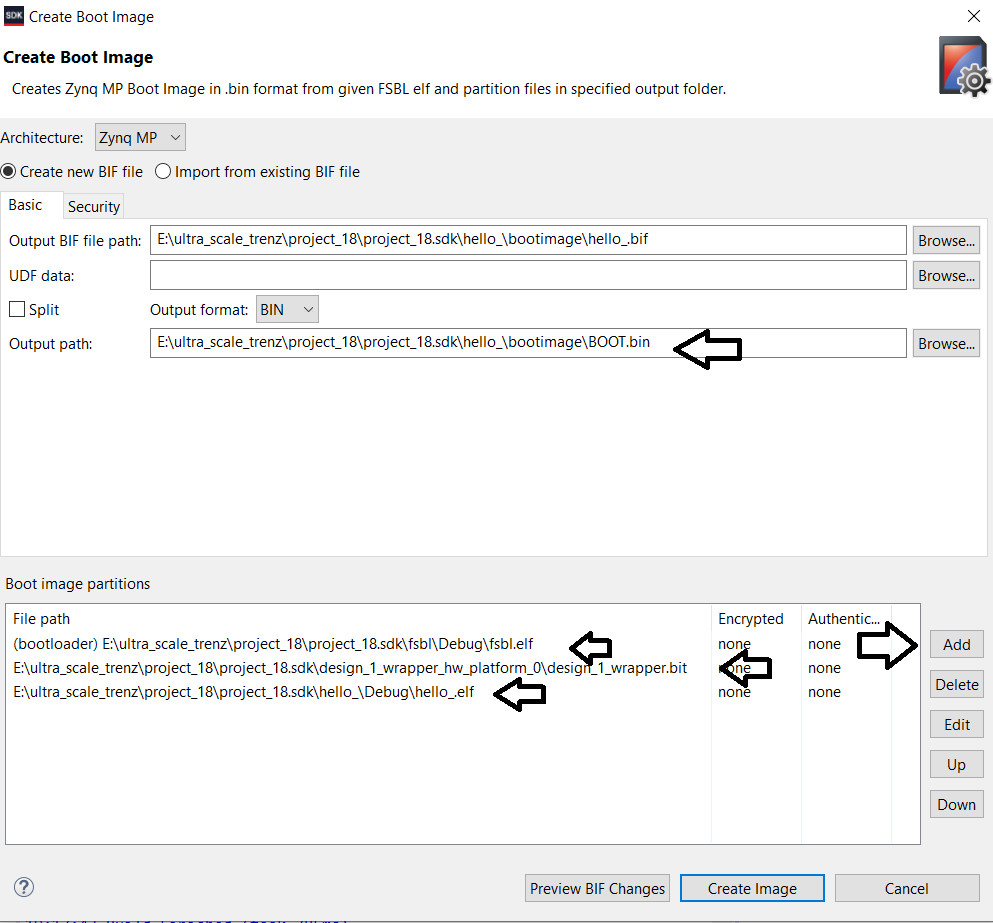 SDK Create Boot Image
Create Boot Image
Creates Zynq MP Boot Image in .bin format from given FSBL elf and partition files in specified output folder.
Architecture: Zynq MP
Create new BIF file Import from existing BIF file
Basic Security
Output BIF file path: E:\ultra_scale_trenz\project_18\project_18.sdk\hello_\bootimage\hello_.bif Browse...
UDF data: Browse...
Split Output format: BIN
Output path: E:\ultra_scale_trenz\project_18\project_18.sdk\hello_\bootimage\BOOT.bin Browse...
Boot image partitions
File path Encrypted Authentic...
(bootloader) E:\ultra_scale_trenz\project_18\project_18.sdk\fsbl\Debug\fsbl.elf none none Add
E:\ultra_scale_trenz\project_18\project_18.sdk\design_1_wrapper_hw_platform_0\design_1_wrapper.bit none none
E:\ultra_scale_trenz\project_18\project_18.sdk\hello_\Debug\hello_.elf none none Delete
Edit
Up
Down
? Preview BIF Changes Create Image Cancel